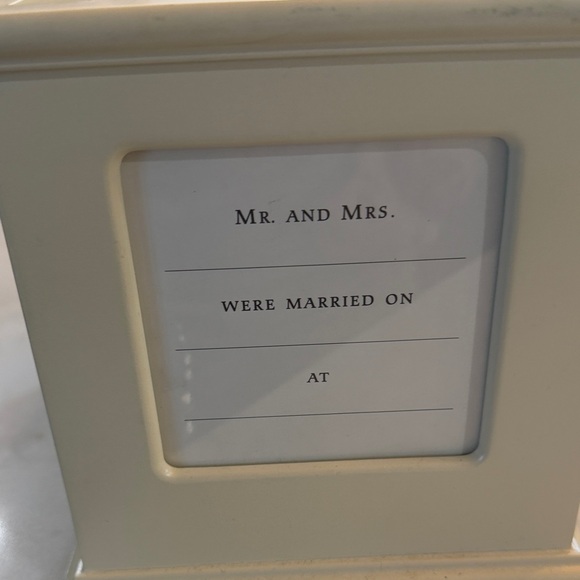 Mr. and Mrs.
were married on
at